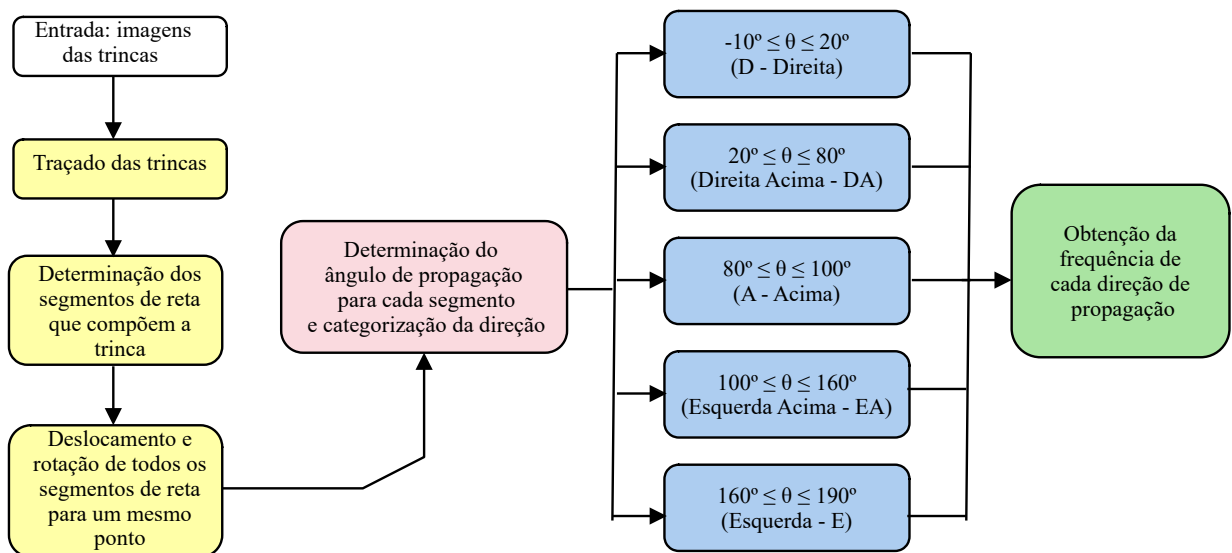 Entrada: imagens
das trincas
Traçado das trincas
Determinação dos
segmentos de reta
que compõem a
trinca
Deslocamento e
rotação de todos os
segmentos de reta
para um mesmo
ponto
Determinação do
ângulo de propagação
para cada segmento
e categorização da direção
-10º ≤ θ ≤ 20º
(D - Direita)
20º ≤ θ ≤ 80º
(Direita Acima - DA)
80º ≤ θ ≤ 100º
(A - Acima)
100º ≤ θ ≤ 160º
(Esquerda Acima - EA)
160º ≤ θ ≤ 190º
(Esquerda - E)
Obtenção da
frequência de
cada direção de
propagação